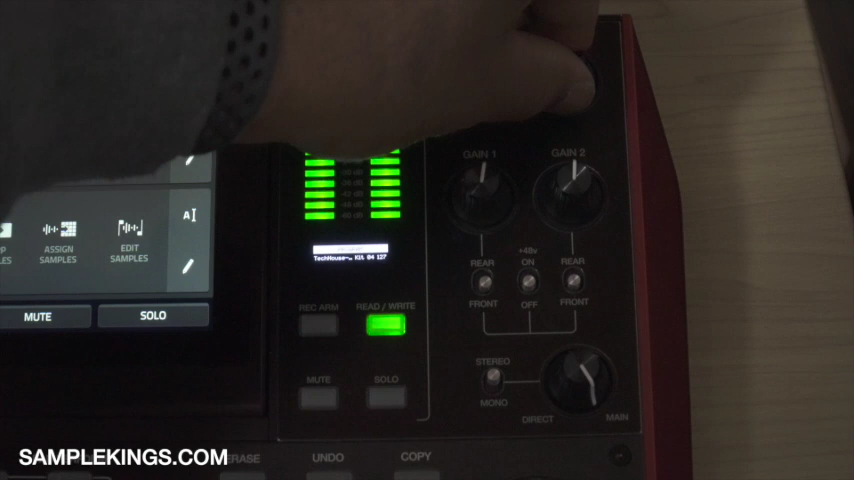 GAIN 1
GAIN 2
ASSIGN
SAMPLES
EDIT
SAMPLES
TechHouse-… Kit 04 127
REAR
+48v
ON
REAR
FRONT
OFF
FRONT
REC ARM
READ / WRITE
MUTE
SOLO
STEREO
MONO
MUTE
SOLO
DIRECT
MAIN
SAMPLEKINGS.COM
UNDO
COPY